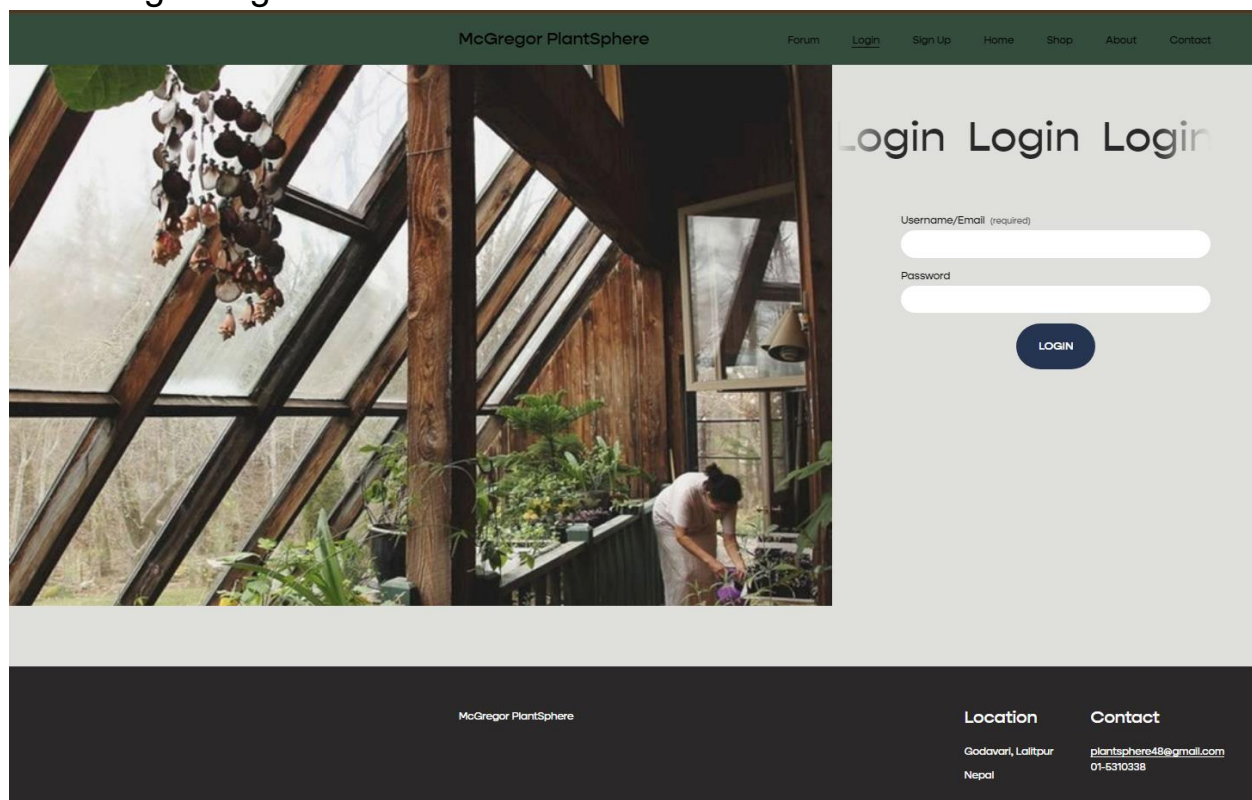 McGregor PlantSphere
Forum Login Sign Up Home Shop About Contact
Login Login Login
Username/Email (required)
Password
LOGIN
McGregor PlantSphere
Location
Godavari, Lalitpur
Nepal
Contact
plantsphere48@gmail.com
01-5310338